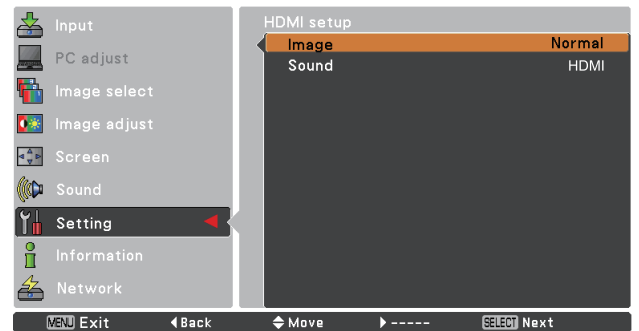 Input
PC adjust
Image select
Image adjust
Screen
Sound
Setting
Information
Network
HDMI setup
Image Normal
Sound HDMI
MENU Exit Back Move ----- SELECT Next